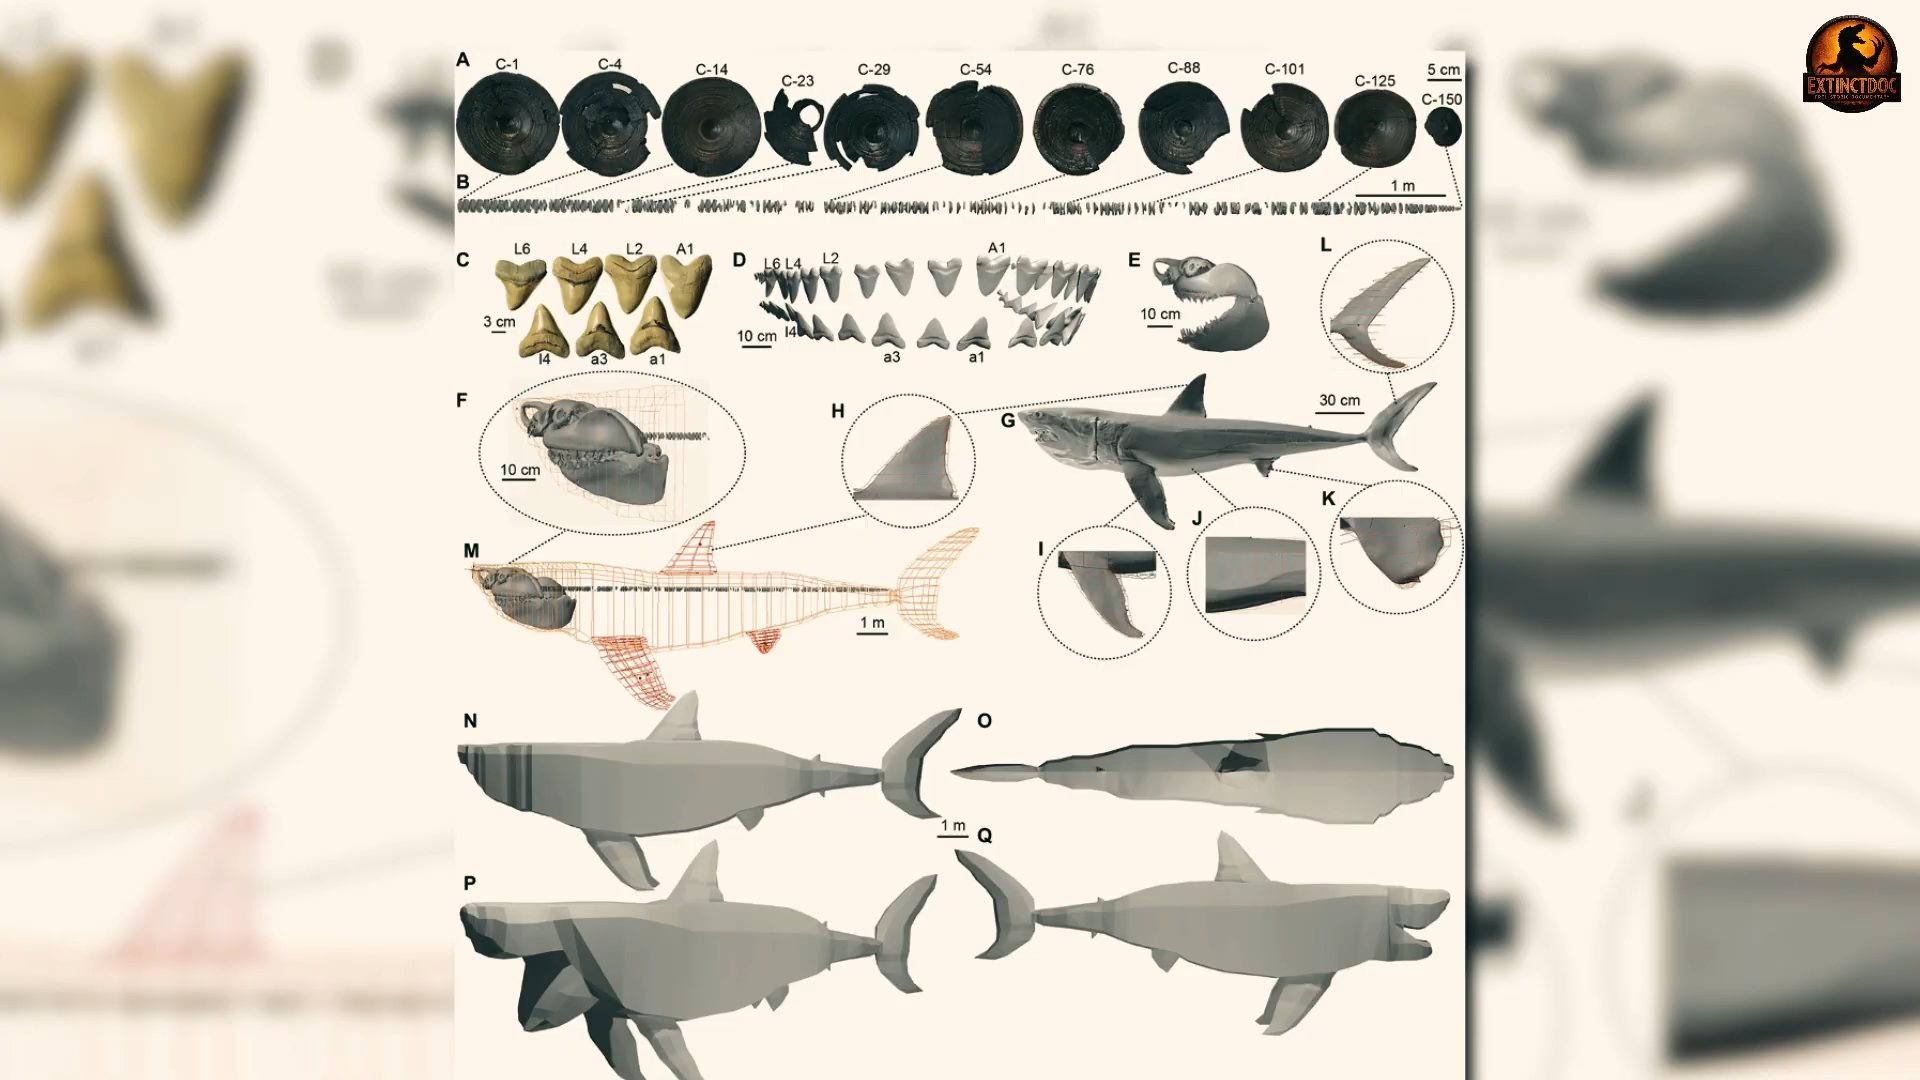 A
C-1
C-4
C-14
C-23
C-29
C-54
C-76
C-88
C-101
C-125
5 cm
C-150
B
1 m
C
L6
L4
L2
A1
3 cm
l4
a3
a1
D
L6
L4
L2
A1
10 cm
l4
a3
a1
E
10 cm
L
F
10 cm
H
G
30 cm
K
J
I
M
1 m
N
O
1 m
P
Q
EXTINCTDOC